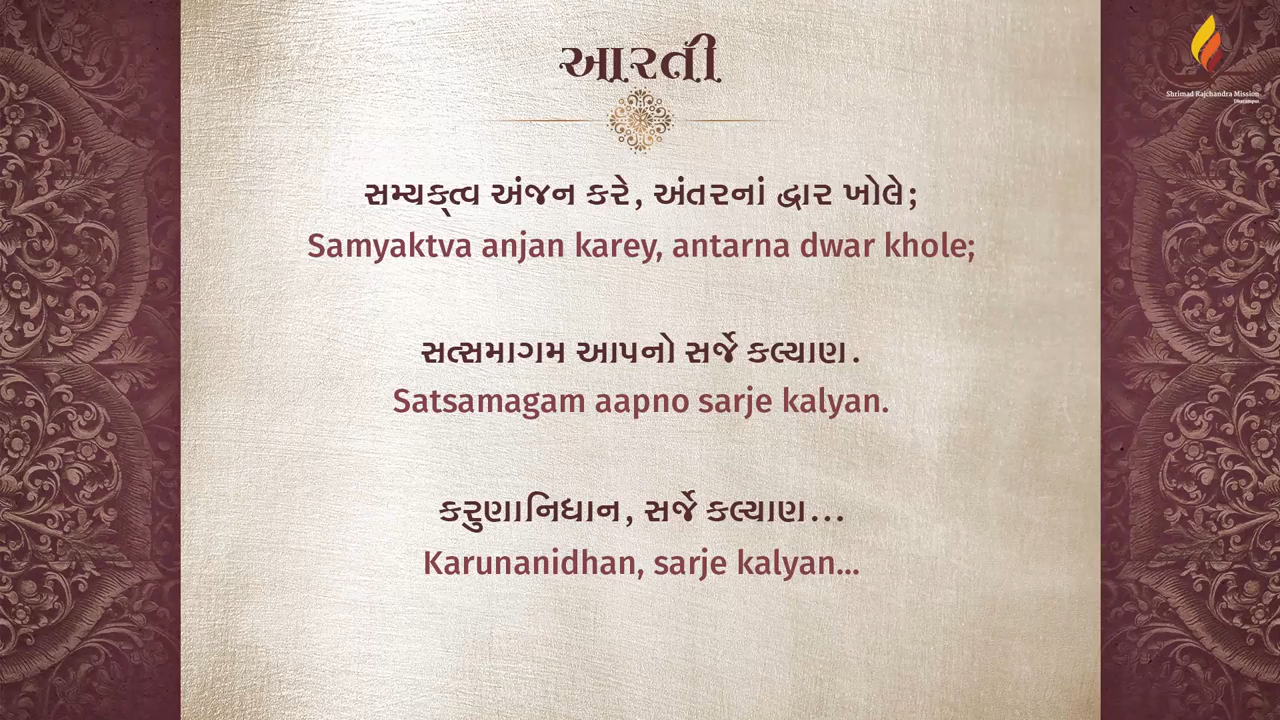 આરતી
Shrimad Rajchandra Mission
Dharampur
સમ્યક્ત્વ અંજન કરે, અંતરનાં દ્વાર ખોલે;
Samyaktva anjan karey, antarna dwar khole;
સત્સમાગમ આપનો સર્જે કલ્યાણ.
Satsamagam aapno sarje kalyan.
કરુણાનિધાન, સર્જે કલ્યાણ...
Karunanidhan, sarje kalyan...